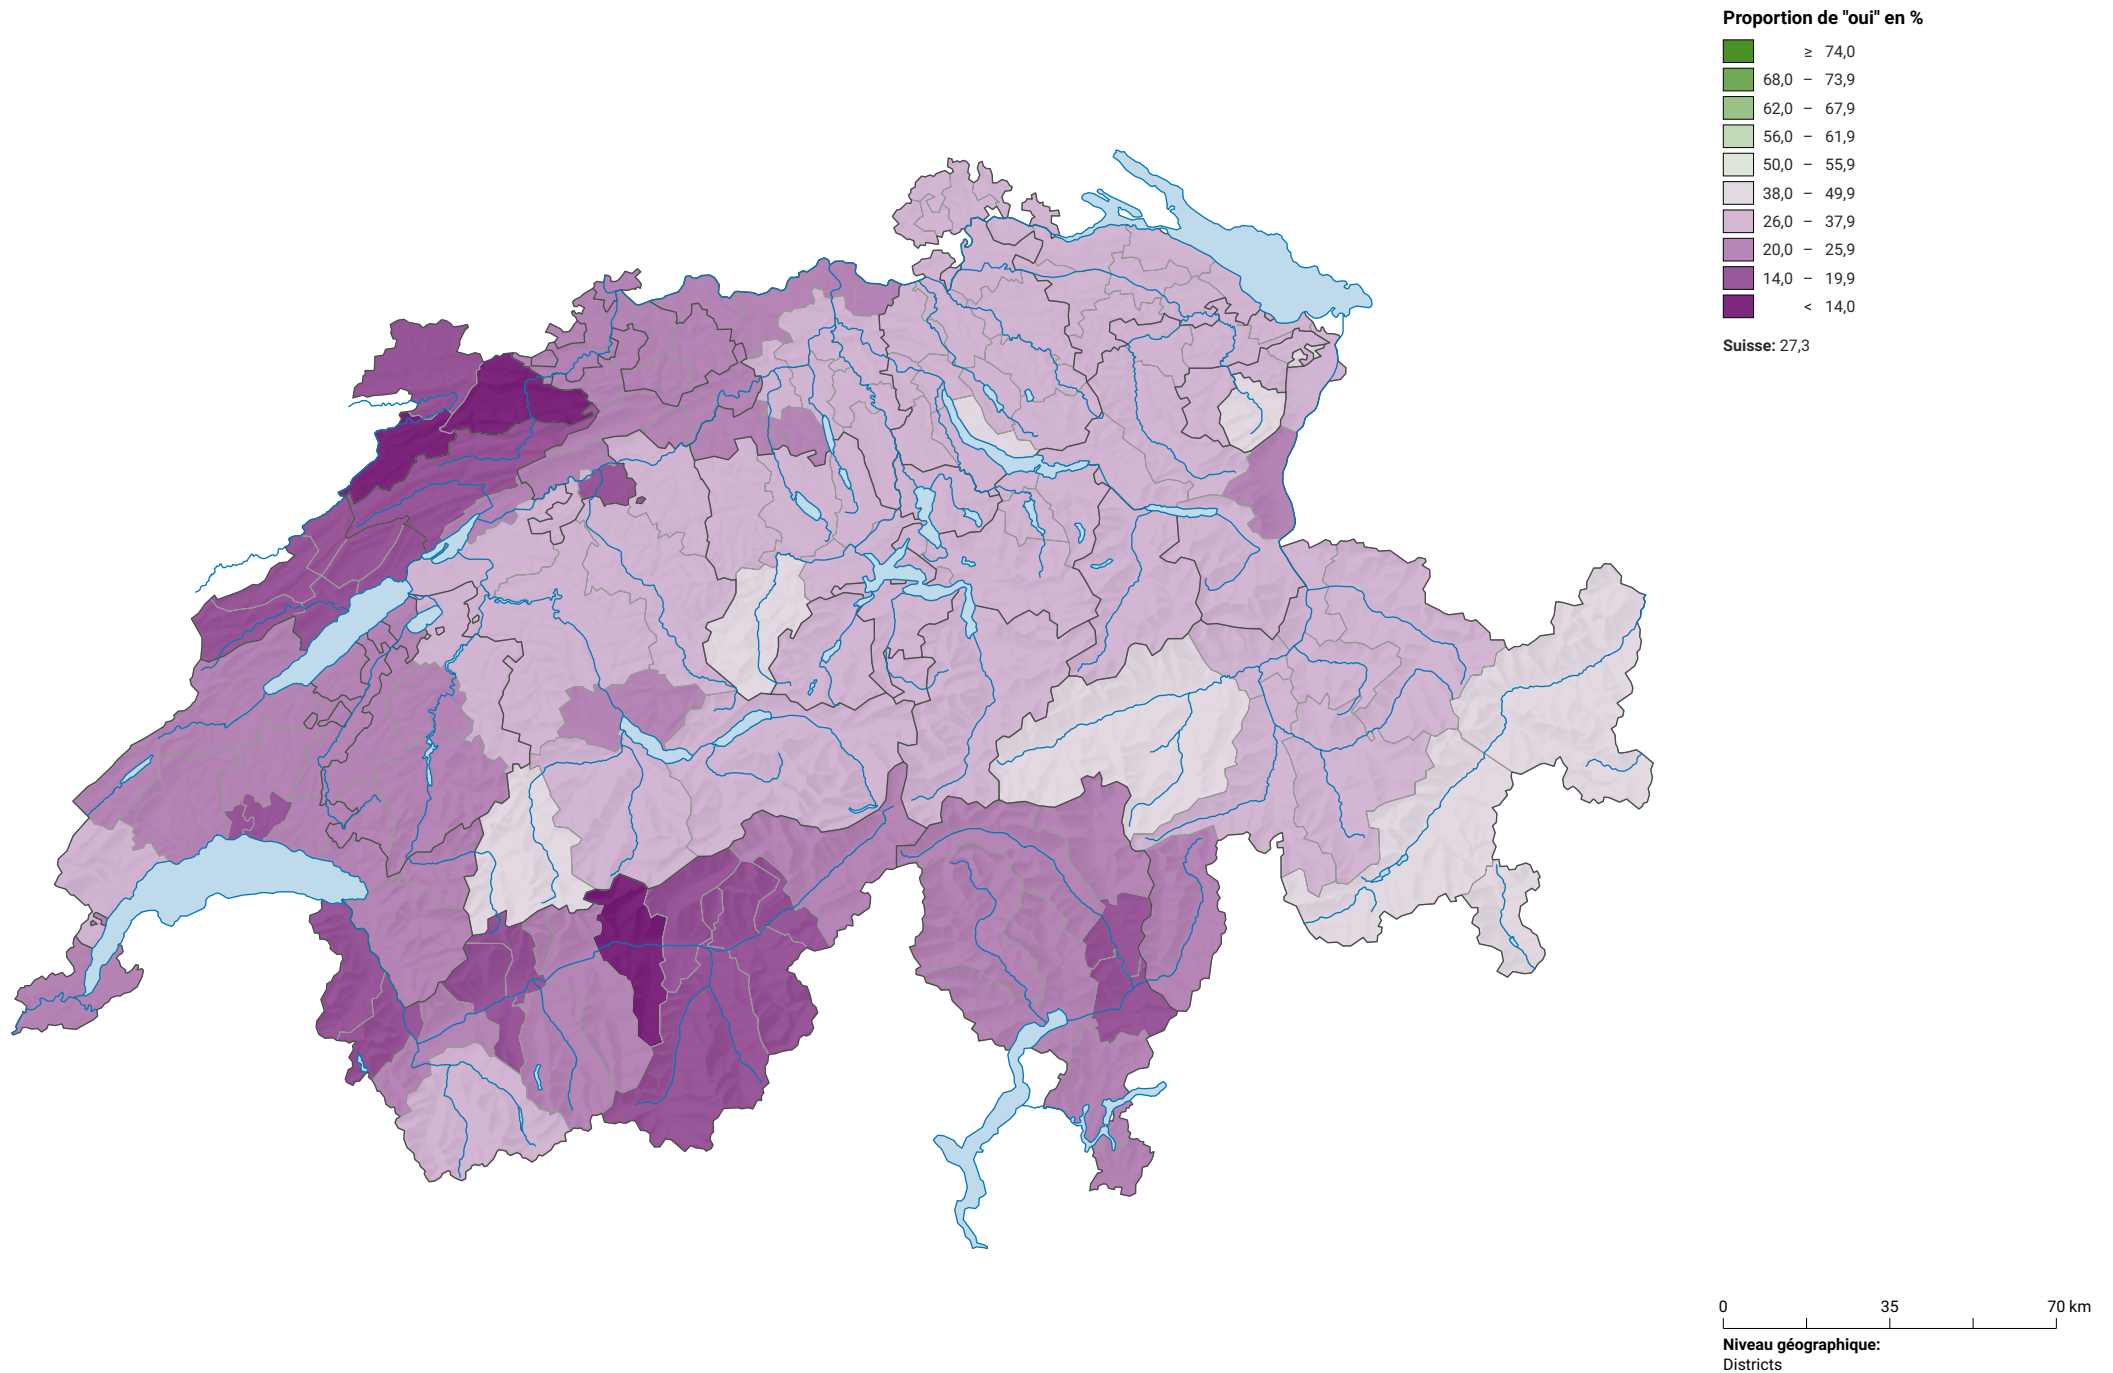 Proportion de "oui" en %
≥ 74,0
68,0 – 73,9
62,0 – 67,9
56,0 – 61,9
50,0 – 55,9
38,0 – 49,9
26,0 – 37,9
20,0 – 25,9
14,0 – 19,9
< 14,0
Suisse: 27,3
0 35 70 km
Niveau géographique:
Districts